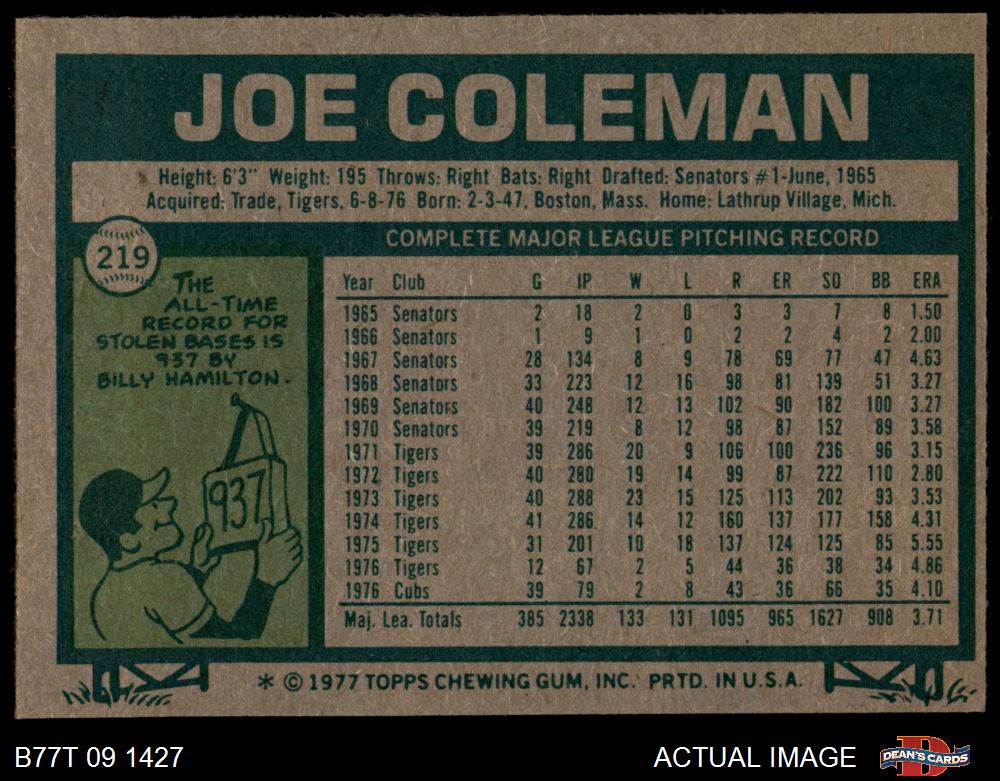 JOE COLEMAN
Height: 6'3" Weight: 195 Throws: Right Bats: Right Drafted: Senators #1-June, 1965
Acquired: Trade, Tigers, 6-8-76 Born: 2-3-47, Boston, Mass. Home: Lathrup Village, Mich.
219
THE
ALL-TIME
RECORD FOR
STOLEN BASES IS
937 BY
BILLY HAMILTON.
937
COMPLETE MAJOR LEAGUE PITCHING RECORD
Year Club G IP W L R ER SO BB ERA
1965 Senators 2 18 2 0 3 3 7 8 1.50
1966 Senators 1 9 1 0 2 2 4 2 2.00
1967 Senators 28 134 8 9 78 69 77 47 4.63
1968 Senators 33 223 12 16 98 81 139 51 3.27
1969 Senators 40 248 12 13 102 90 182 100 3.27
1970 Senators 39 219 8 12 98 87 152 89 3.58
1971 Tigers 39 286 20 9 106 100 236 96 3.15
1972 Tigers 40 280 19 14 99 87 222 110 2.80
1973 Tigers 40 288 23 15 125 113 202 93 3.53
1974 Tigers 41 286 14 12 160 137 177 158 4.31
1975 Tigers 31 201 10 18 137 124 125 85 5.55
1976 Tigers 12 67 2 5 44 36 38 34 4.86
1976 Cubs 39 79 2 8 43 36 66 35 4.10
Maj. Lea. Totals 385 2338 133 131 1095 965 1627 908 3.71
* © 1977 TOPPS CHEWING GUM, INC. PRTD. IN U.S.A.
B77T 09 1427
ACTUAL IMAGE
DEAN'S CARDS